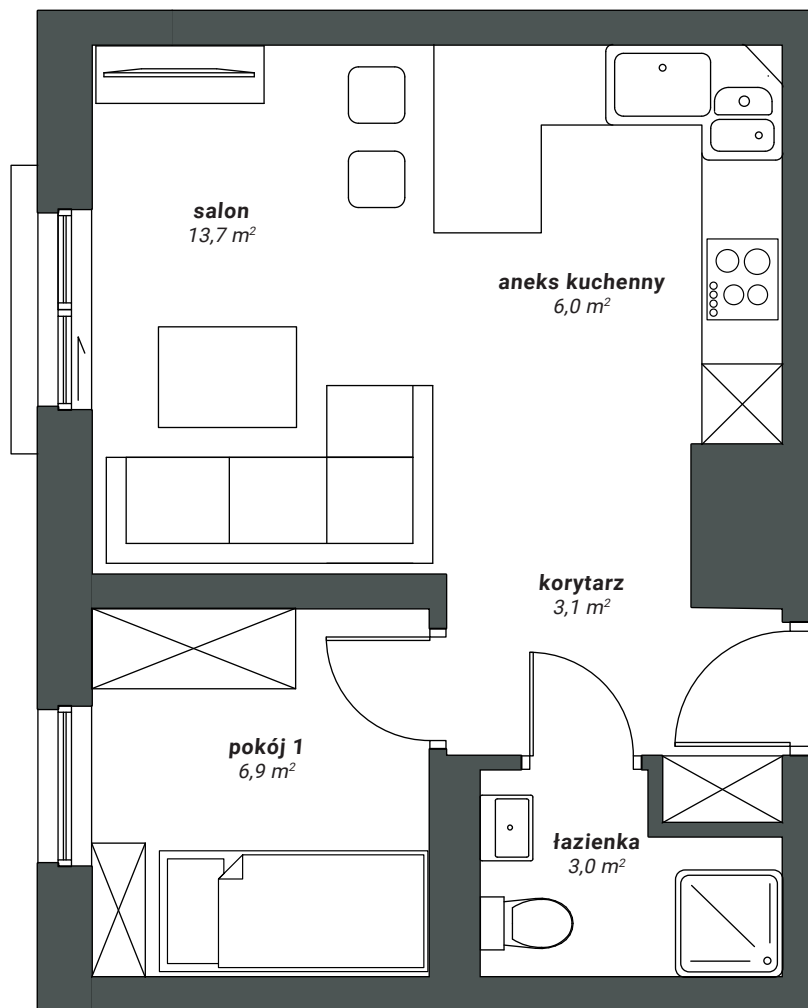 salon
13,7 m²
aneks kuchenny
6,0 m²
korytarz
3,1 m²
pokój 1
6,9 m²
łazienka
3,0 m²